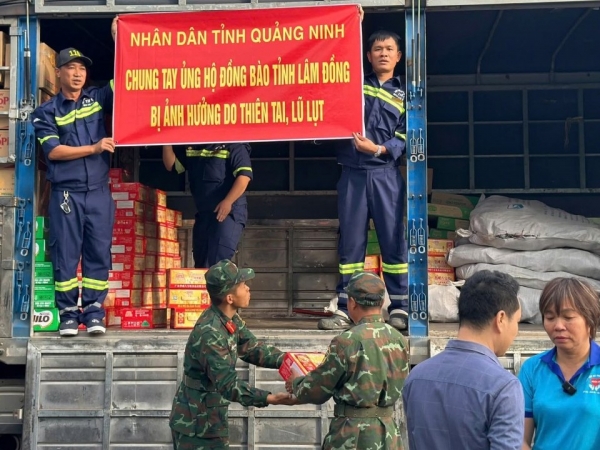 NHÂN DÂN TỈNH QUẢNG NINH
CHUNG TAY ỦNG HỘ ĐỒNG BÀO TỈNH LÂM ĐỒNG
BỊ ẢNH HƯỞNG DO THIÊN TAI, LŨ LỤT
MILO